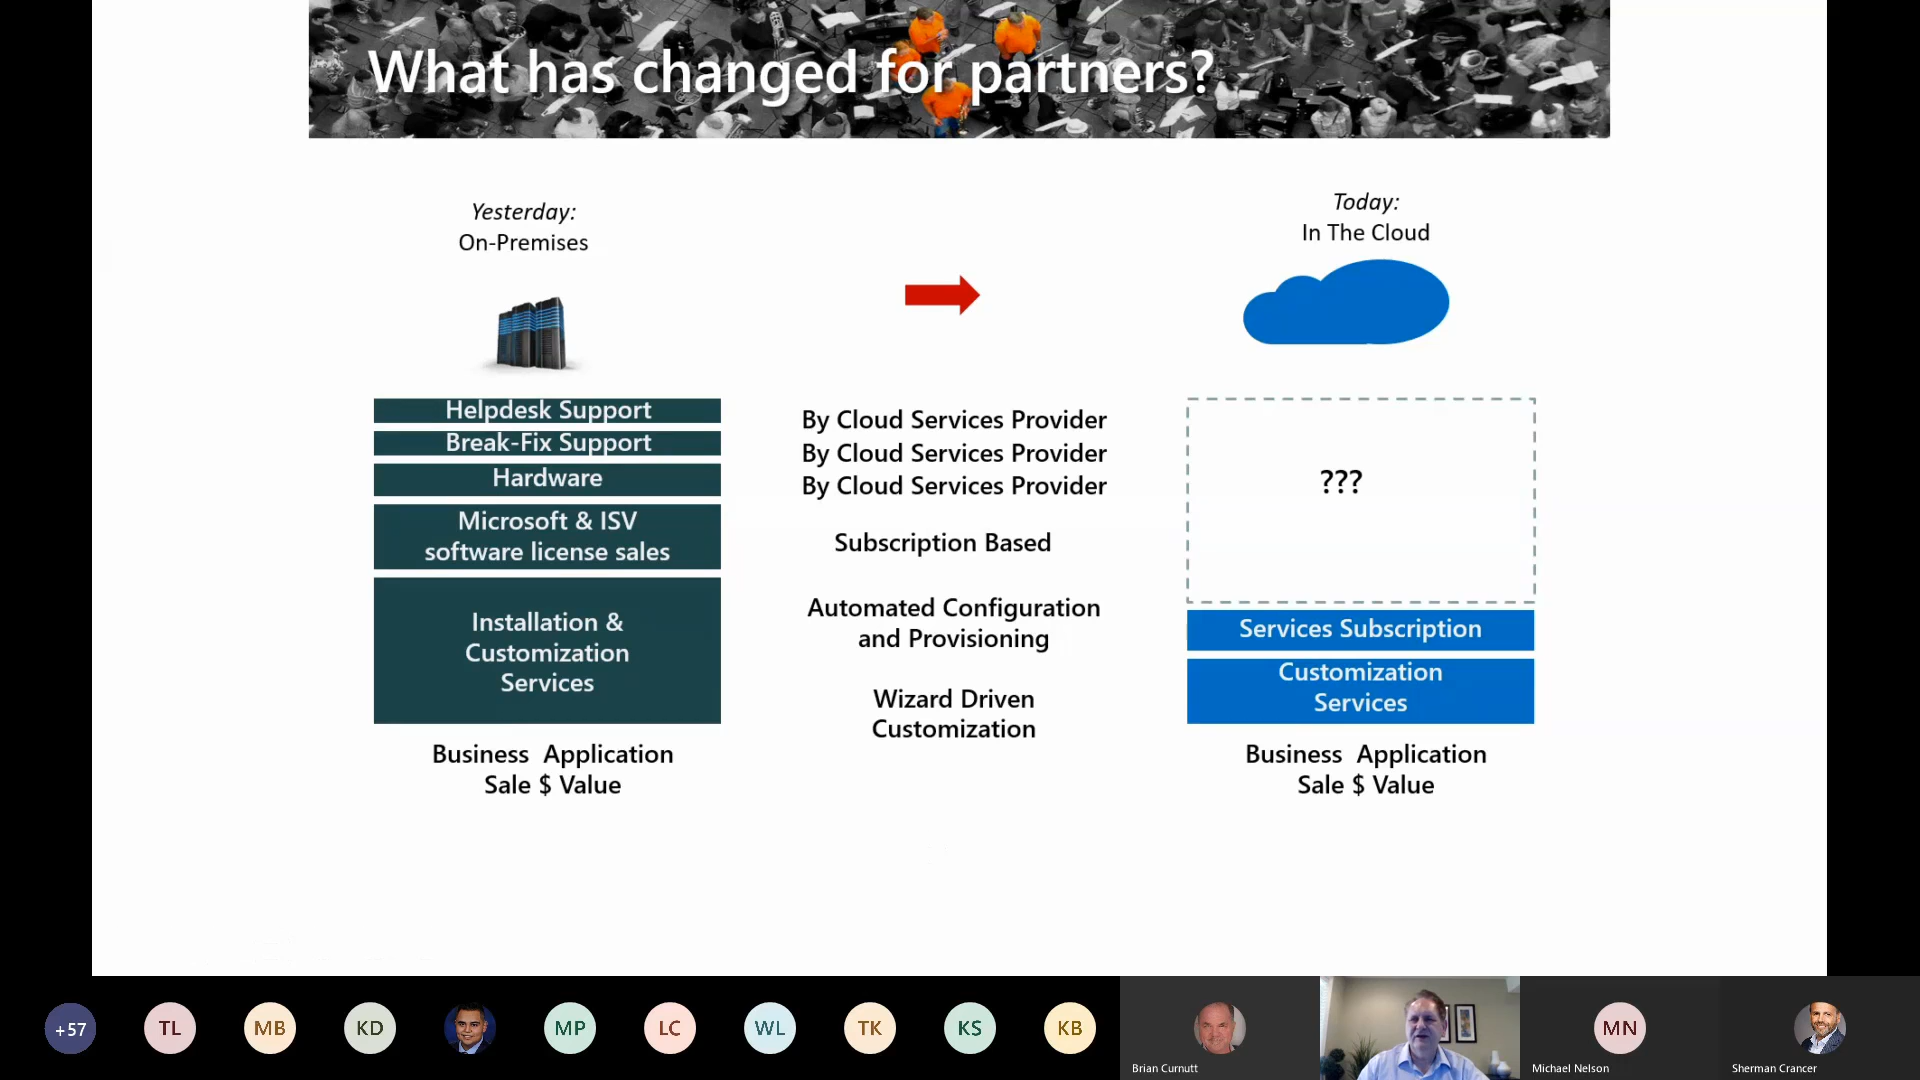 What has changed for partners?
Yesterday:
On-Premises
Today:
In The Cloud
Helpdesk Support
Break-Fix Support
Hardware
Microsoft & ISV
software license sales
Installation &
Customization
Services
Business  Application
Sale $ Value
By Cloud Services Provider
By Cloud Services Provider
By Cloud Services Provider
Subscription Based
Automated Configuration
and Provisioning
Wizard Driven
Customization
???
Services Subscription
Customization
Services
Business  Application
Sale $ Value
+57
TL
MB
KD
MP
LC
WL
TK
KS
KB
Brian Curnutt
MN
Michael Nelson
Sherman Crancer